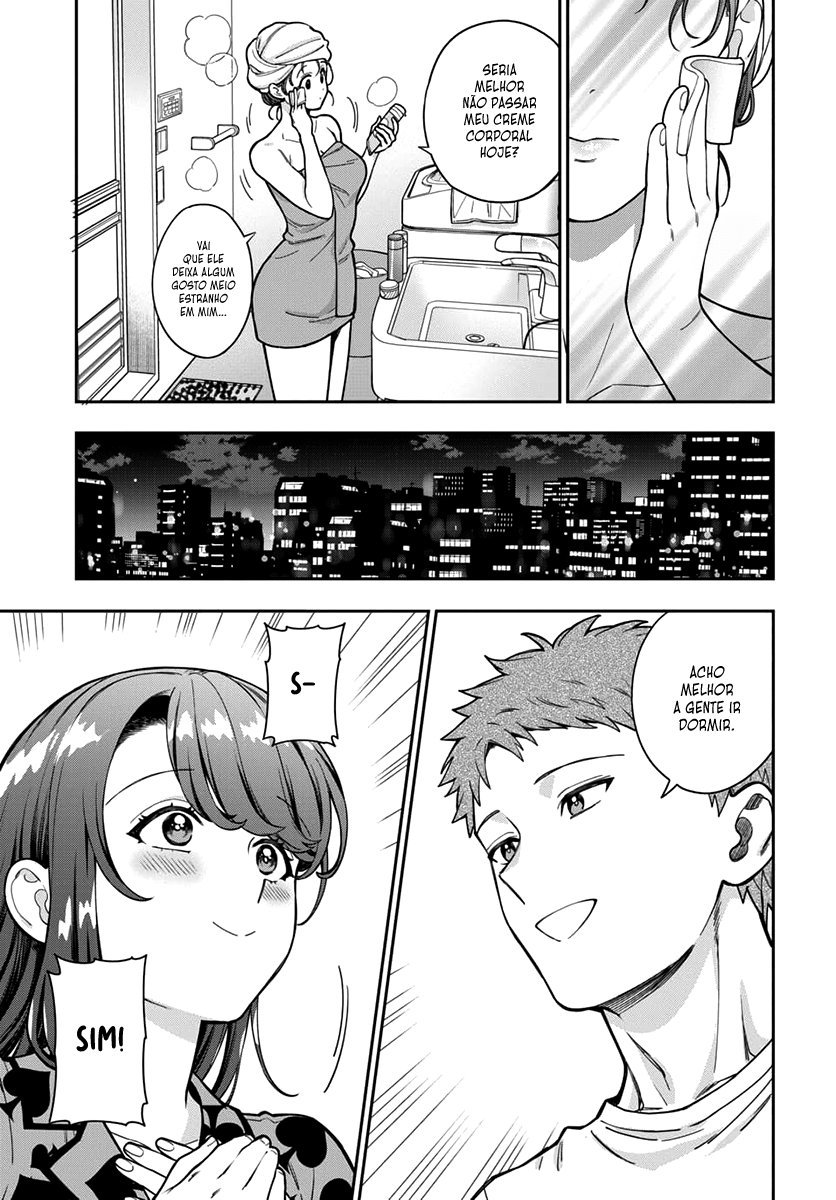 SERIA
MELHOR
NÃO PASSAR
MEU CREME
CORPORAL
HOJE?
VAI
QUE ELE
DEIXA ALGUM
GOSTO MEIO
ESTRANHO
EM MIM...
ACHO
MELHOR
A GENTE IR
DORMIR.
S-
SIM!